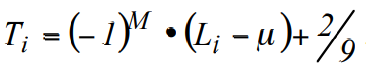 Tᵢ = (– 1)ᴹ • (Lᵢ – μ)+ 2/9